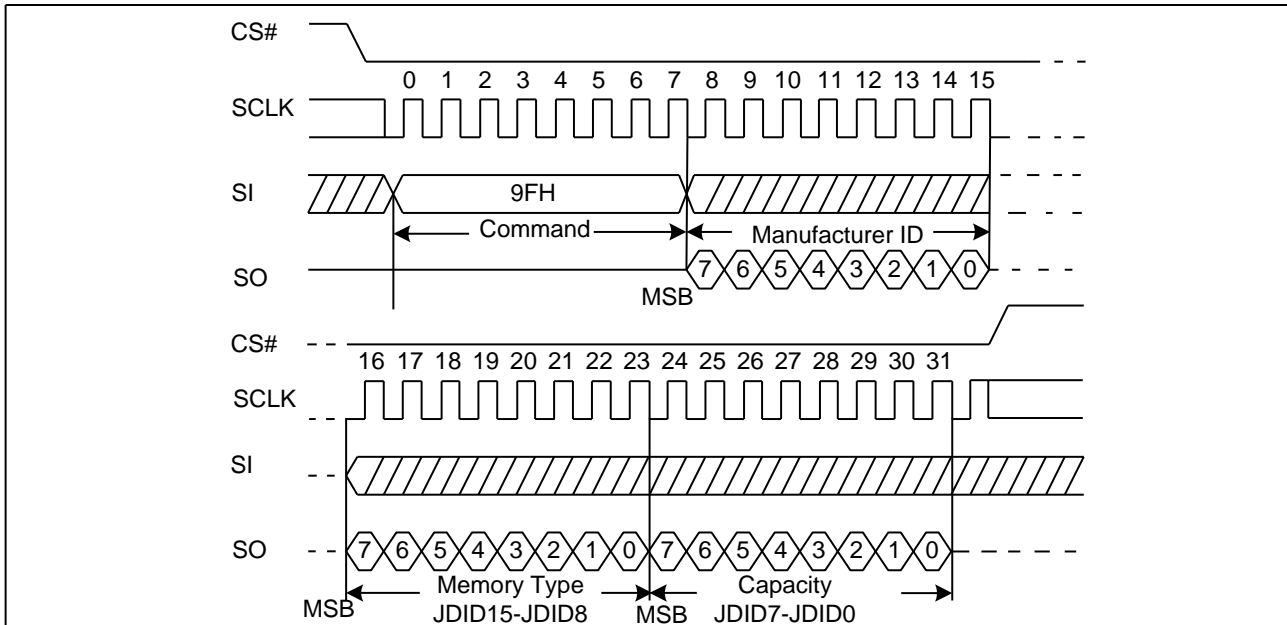 CS#
0 1 2 3 4 5 6 7 8 9 10 11 12 13 14 15
SCLK
SI 9FH
Command Manufacturer ID
SO 7 6 5 4 3 2 1 0
MSB
CS#
16 17 18 19 20 21 22 23 24 25 26 27 28 29 30 31
SCLK
SI
SO 7 6 5 4 3 2 1 0 7 6 5 4 3 2 1 0
Memory Type Capacity
MSB JDID15-JDID8 MSB JDID7-JDID0